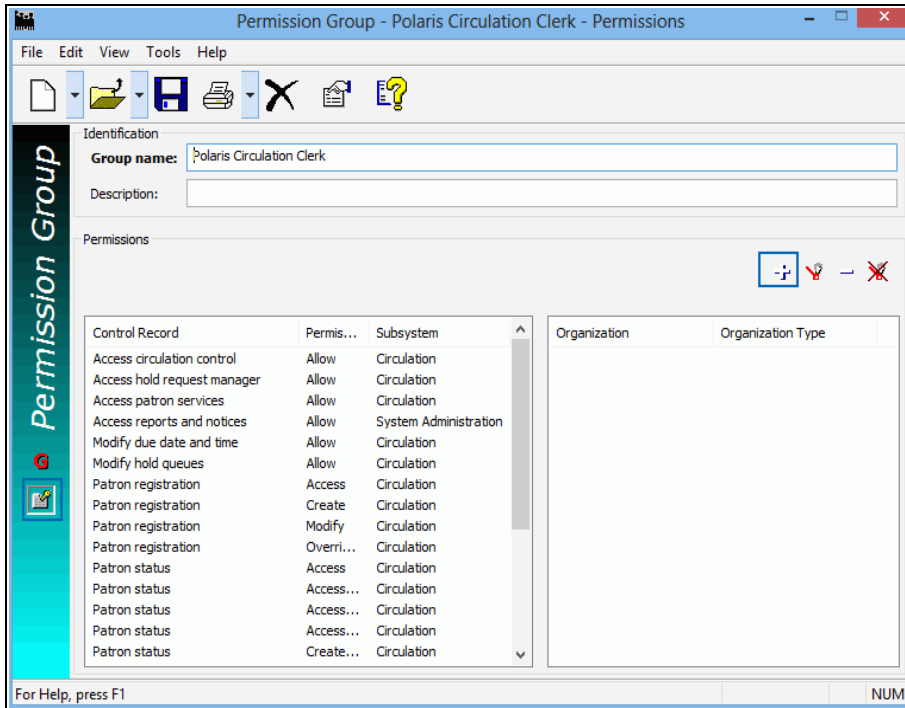 Permission Group - Polaris Circulation Clerk - Permissions
File Edit View Tools Help
Permission Group
G
Identification
Group name: Polaris Circulation Clerk
Description:
Permissions
Control Record Permis... Subsystem
Access circulation control Allow Circulation
Access hold request manager Allow Circulation
Access patron services Allow Circulation
Access reports and notices Allow System Administration
Modify due date and time Allow Circulation
Modify hold queues Allow Circulation
Patron registration Access Circulation
Patron registration Create Circulation
Patron registration Modify Circulation
Patron registration Overri... Circulation
Patron status Access Circulation
Patron status Access... Circulation
Patron status Access... Circulation
Patron status Access... Circulation
Patron status Create... Circulation
Organization Organization Type
For Help, press F1 NUM